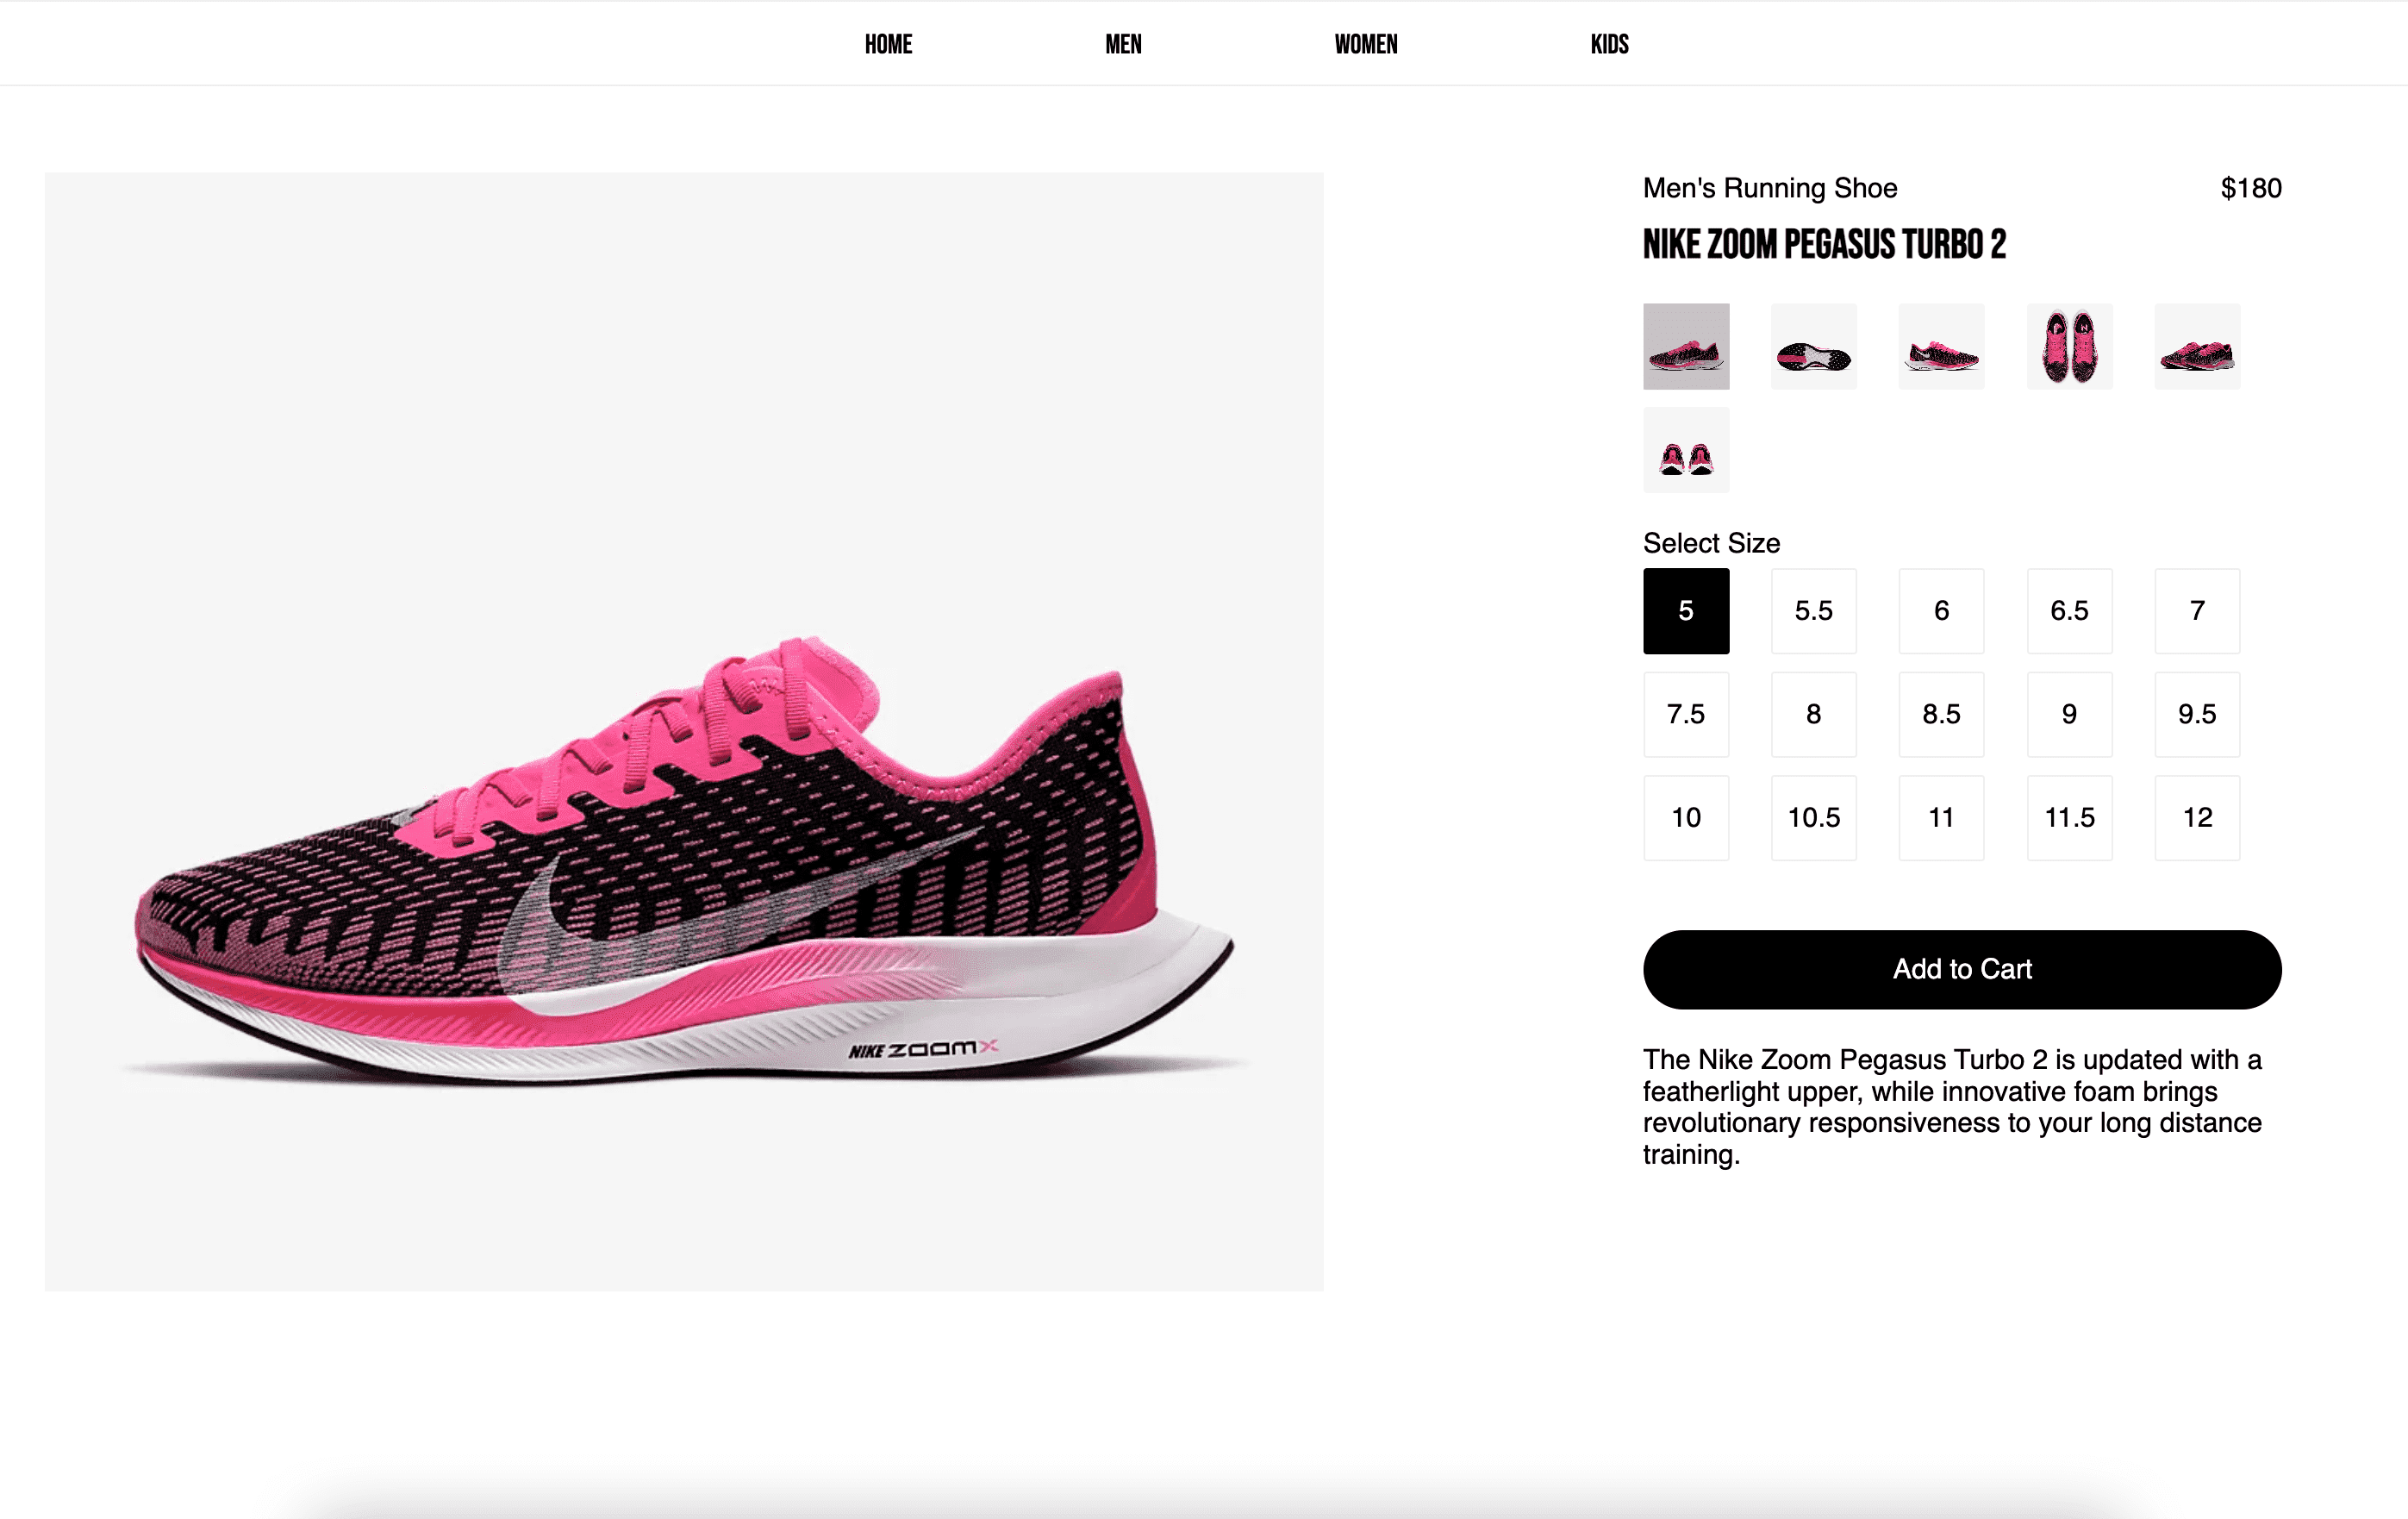 HOME MEN WOMEN KIDS
Men's Running Shoe $180
NIKE ZOOM PEGASUS TURBO 2
Select Size
5 5.5 6 6.5 7
7.5 8 8.5 9 9.5
10 10.5 11 11.5 12
Add to Cart
The Nike Zoom Pegasus Turbo 2 is updated with a
featherlight upper, while innovative foam brings
revolutionary responsiveness to your long distance
training.
NIKE ZOOMX